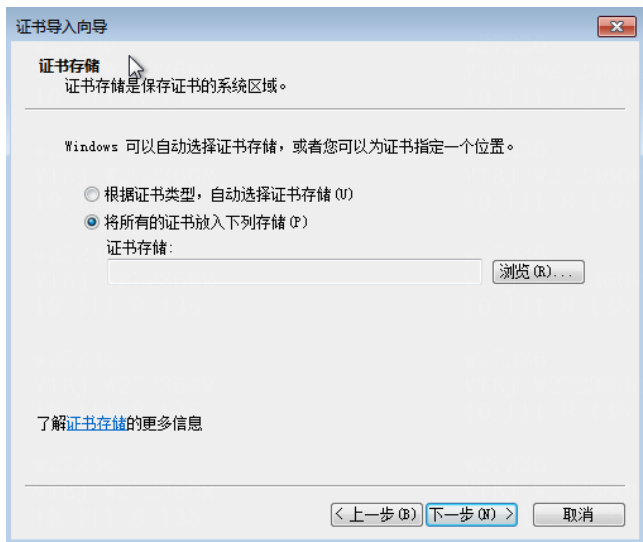 证书导入向导
证书存储
证书存储是保存证书的系统区域。
Windows 可以自动选择证书存储，或者您可以为证书指定一个位置。
根据证书类型，自动选择证书存储(U)
将所有的证书放入下列存储(P)
证书存储:
浏览(R)...
了解证书存储的更多信息
< 上一步(B) 下一步(N) > 取消